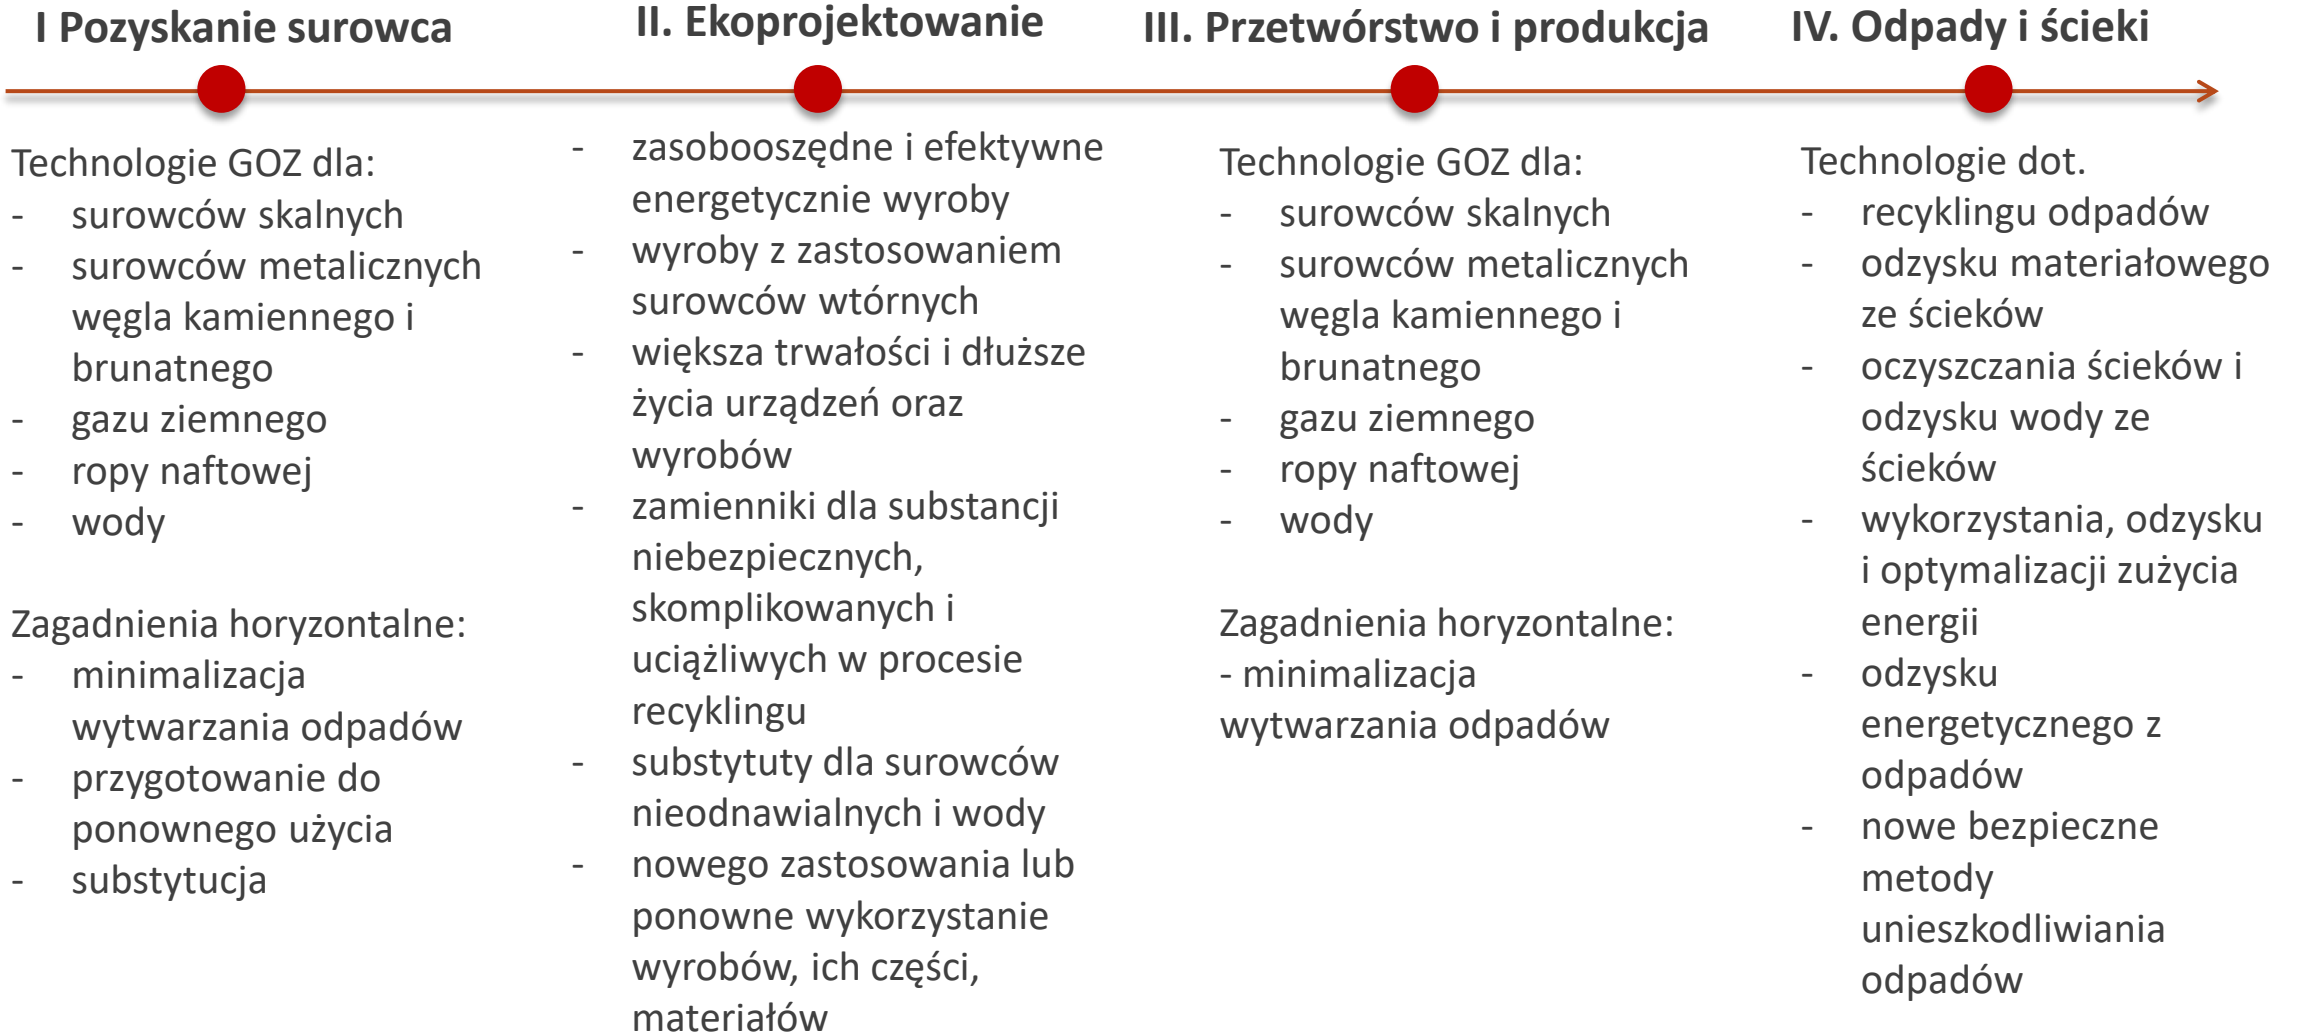 I Pozyskanie surowca
Technologie GOZ dla:
- surowców skalnych
- surowców metalicznych
węgla kamiennego i
brunatnego
- gazu ziemnego
- ropy naftowej
- wody
Zagadnienia horyzontalne:
- minimalizacja
wytwarzania odpadów
- przygotowanie do
ponownego użycia
- substytucja
II. Ekoprojektowanie
- zasobooszędne i efektywne
energetycznie wyroby
- wyroby z zastosowaniem
surowców wtórnych
- większa trwałości i dłuższe
życia urządzeń oraz
wyrobów
- zamienniki dla substancji
niebezpiecznych,
skomplikowanych i
uciążliwych w procesie
recyklingu
- substytuty dla surowców
nieodnawialnych i wody
- nowego zastosowania lub
ponowne wykorzystanie
wyrobów, ich części,
materiałów
III. Przetwórstwo i produkcja
Technologie GOZ dla:
- surowców skalnych
- surowców metalicznych
węgla kamiennego i
brunatnego
- gazu ziemnego
- ropy naftowej
- wody
Zagadnienia horyzontalne:
- minimalizacja
wytwarzania odpadów
IV. Odpady i ścieki
Technologie dot.
- recyklingu odpadów
- odzysku materiałowego
ze ścieków
- oczyszczania ścieków i
odzysku wody ze
ścieków
- wykorzystania, odzysku
i optymalizacji zużycia
energii
- odzysku
energetycznego z
odpadów
- nowe bezpieczne
metody
unieszkodliwiania
odpadów